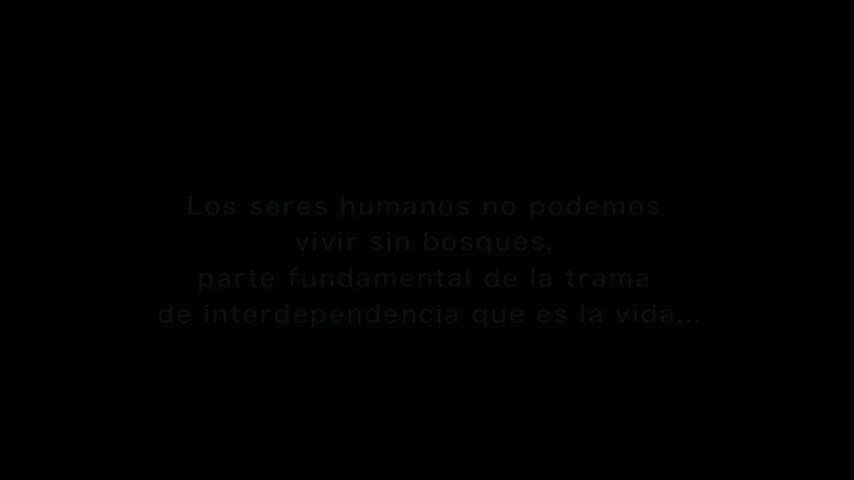 Los seres humanos no podemos
vivir sin bosques,
parte fundamental de la trama
de interdependencia que es la vida...